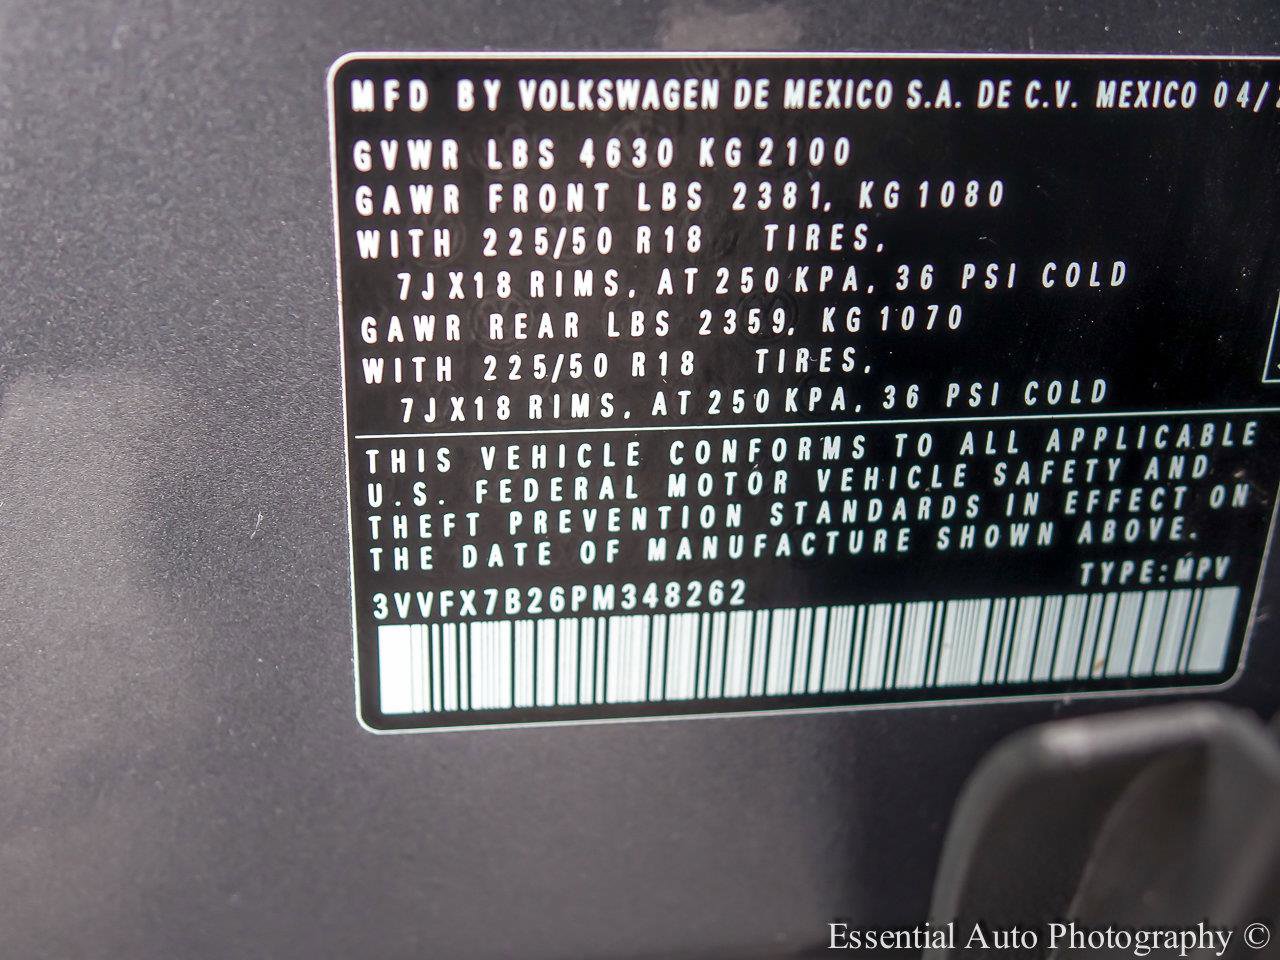 MFD BY VOLKSWAGEN DE MEXICO S.A. DE C.V. MEXICO 04/
GVWR LBS 4630 KG 2100
GAWR FRONT LBS 2381, KG 1080
WITH 225/50 R18 TIRES,
7JX18 RIMS, AT 250 KPA, 36 PSI COLD
GAWR REAR LBS 2359, KG 1070
WITH 225/50 R18 TIRES,
7JX18 RIMS, AT 250 KPA, 36 PSI COLD
THIS VEHICLE CONFORMS TO ALL APPLICABLE
U.S. FEDERAL MOTOR VEHICLE SAFETY AND
THEFT PREVENTION STANDARDS IN EFFECT ON
THE DATE OF MANUFACTURE SHOWN ABOVE.
3VVFX7B26PM348262 TYPE: MPV
Essential Auto Photography ©